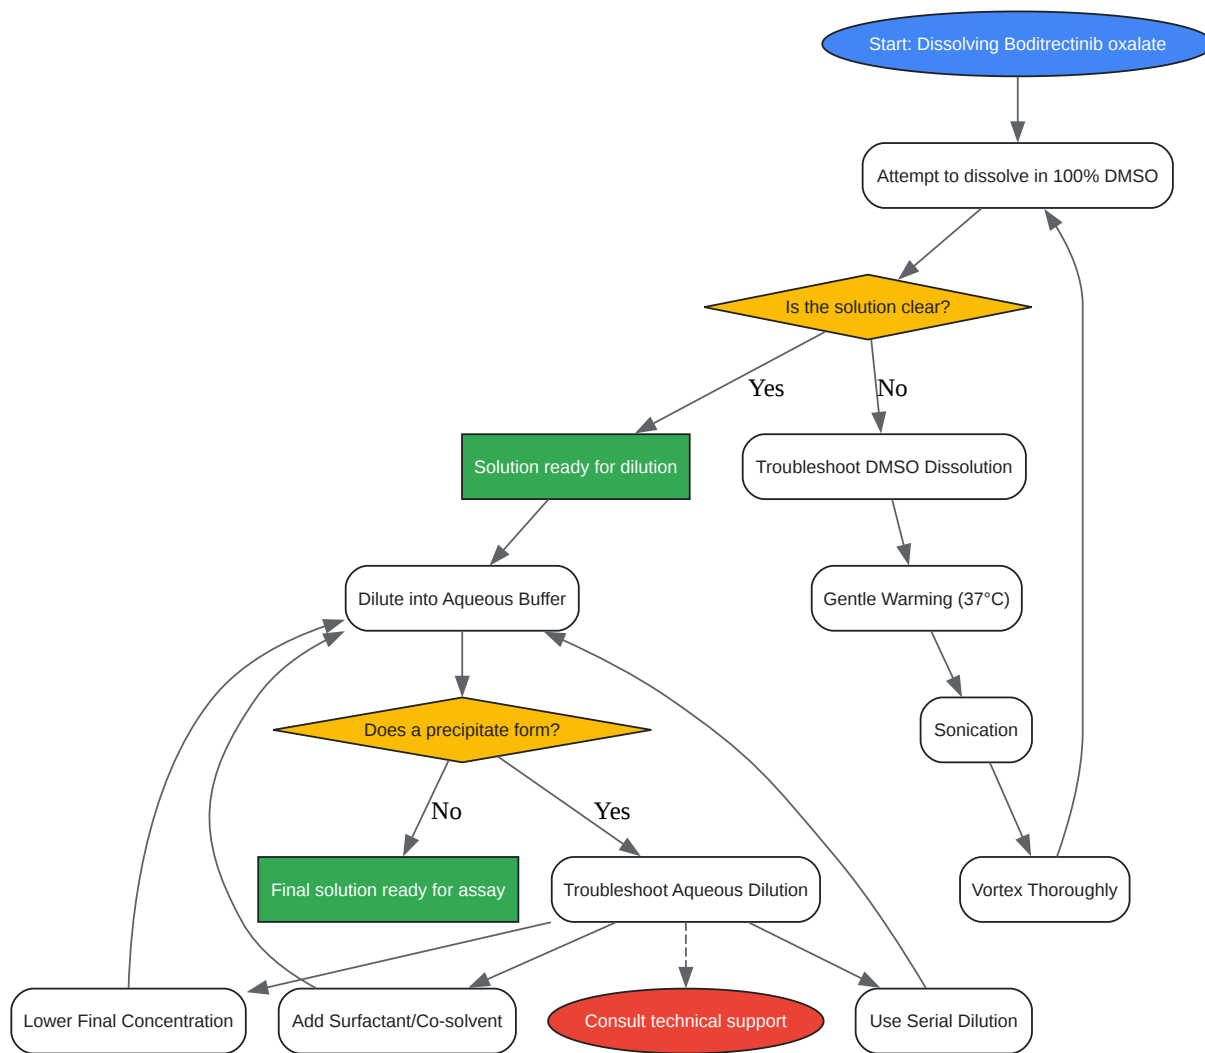 Start: Dissolving Boditrectinib oxalate
Attempt to dissolve in 100% DMSO
Is the solution clear?
Yes
No
Solution ready for dilution
Troubleshoot DMSO Dissolution
Dilute into Aqueous Buffer
Gentle Warming (37°C)
Does a precipitate form?
Sonication
No
Yes
Final solution ready for assay
Troubleshoot Aqueous Dilution
Vortex Thoroughly
Lower Final Concentration
Add Surfactant/Co-solvent
Consult technical support
Use Serial Dilution